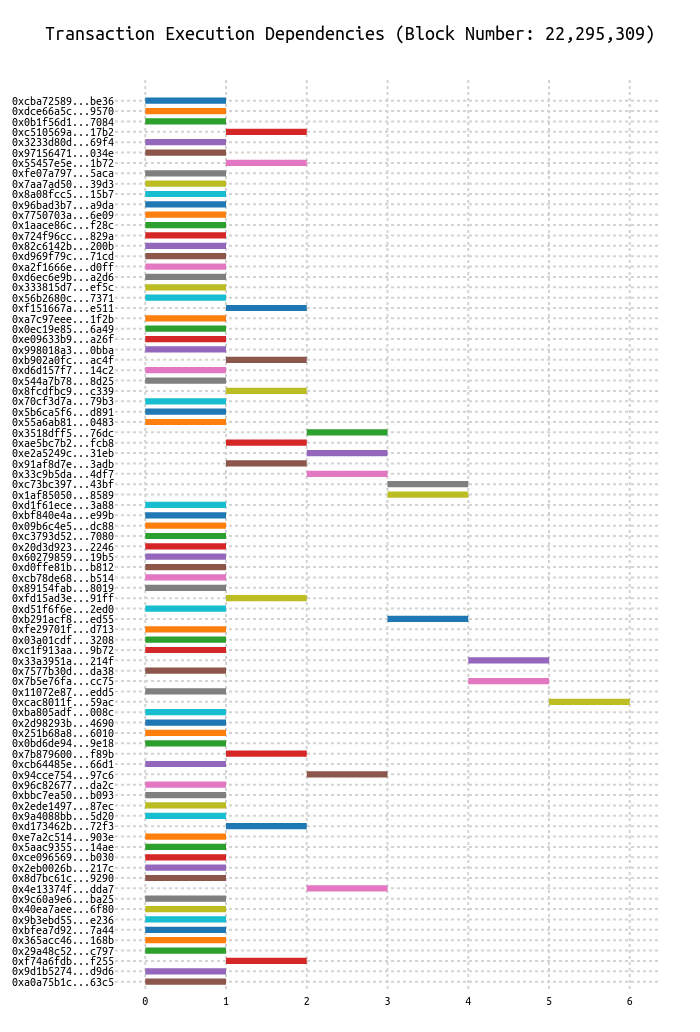 Transaction Execution Dependencies (Block Number: 22,295,309)
0xcba72589...be36
0xdce66a5c...9570
0x0b1f56d1...7084
0xc510569a...17b2
0x3233d80d...69f4
0x97156471...034e
0x55457e5e...1b72
0xfe07a797...5aca
0x7aa7ad50...39d3
0x8a08fcc5...15b7
0x96bad3b7...a9da
0x7750703a...6e09
0x1aace86c...f28c
0x724f96cc...829a
0x82c6142b...200b
0xd969f79c...71cd
0xa2f1666e...d0ff
0xd6ec6e9b...a2d6
0x333815d7...ef5c
0x56b2680c...7371
0xf151667a...e511
0xa7c97eee...1f2b
0x0ec19e85...6a49
0xe09633b9...a26f
0x998018a3...0bba
0xb902a0fc...ac4f
0xd6d157f7...14c2
0x544a7b78...8d25
0x8fcdfbc9...c339
0x70cf3d7a...79b3
0x5b6ca5f6...d891
0x55a6ab81...0483
0x3518dff5...76dc
0xae5bc7b2...fcb8
0xe2a5249c...31eb
0x91af8d7e...3adb
0x33c9b5da...4df7
0xc73bc397...43bf
0x1af85050...8589
0xd1f61ece...3a88
0xbf840e4a...e99b
0x09b6c4e5...dc88
0xc3793d52...7080
0x20d3d923...2246
0x60279859...19b5
0xd0ffe81b...b812
0xcb78de68...b514
0x89154fab...8019
0xfd15ad3e...91ff
0xd51f6f6e...2ed0
0xb291acf8...ed55
0xfe29701f...d713
0x03a01cdf...3208
0xc1f913aa...9b72
0x33a3951a...214f
0x7577b30d...da38
0x7b5e76fa...cc75
0x11072e87...edd5
0xcac8011f...59ac
0xba805adf...008c
0x2d98293b...4690
0x251b68a8...6010
0x0bd6de94...9e18
0x7b879600...f89b
0xcb64485e...66d1
0x94cce754...97c6
0x96c82677...da2c
0xbbc7ea50...b093
0x2ede1497...87ec
0x9a4088bb...5d20
0xd173462b...72f3
0xe7a2c514...903e
0x5aac9355...14ae
0xce096569...b030
0x2eb0026b...217c
0x8d7bc61c...9290
0x4e13374f...dda7
0x9c60a9e6...ba25
0x40ea7aee...6f80
0x9b3ebd55...e236
0xbfea7d92...7a44
0x365acc46...168b
0x29a48c52...c797
0xf74a6fdb...f255
0x9d1b5274...d9d6
0xa0a75b1c...63c5
0 1 2 3 4 5 6